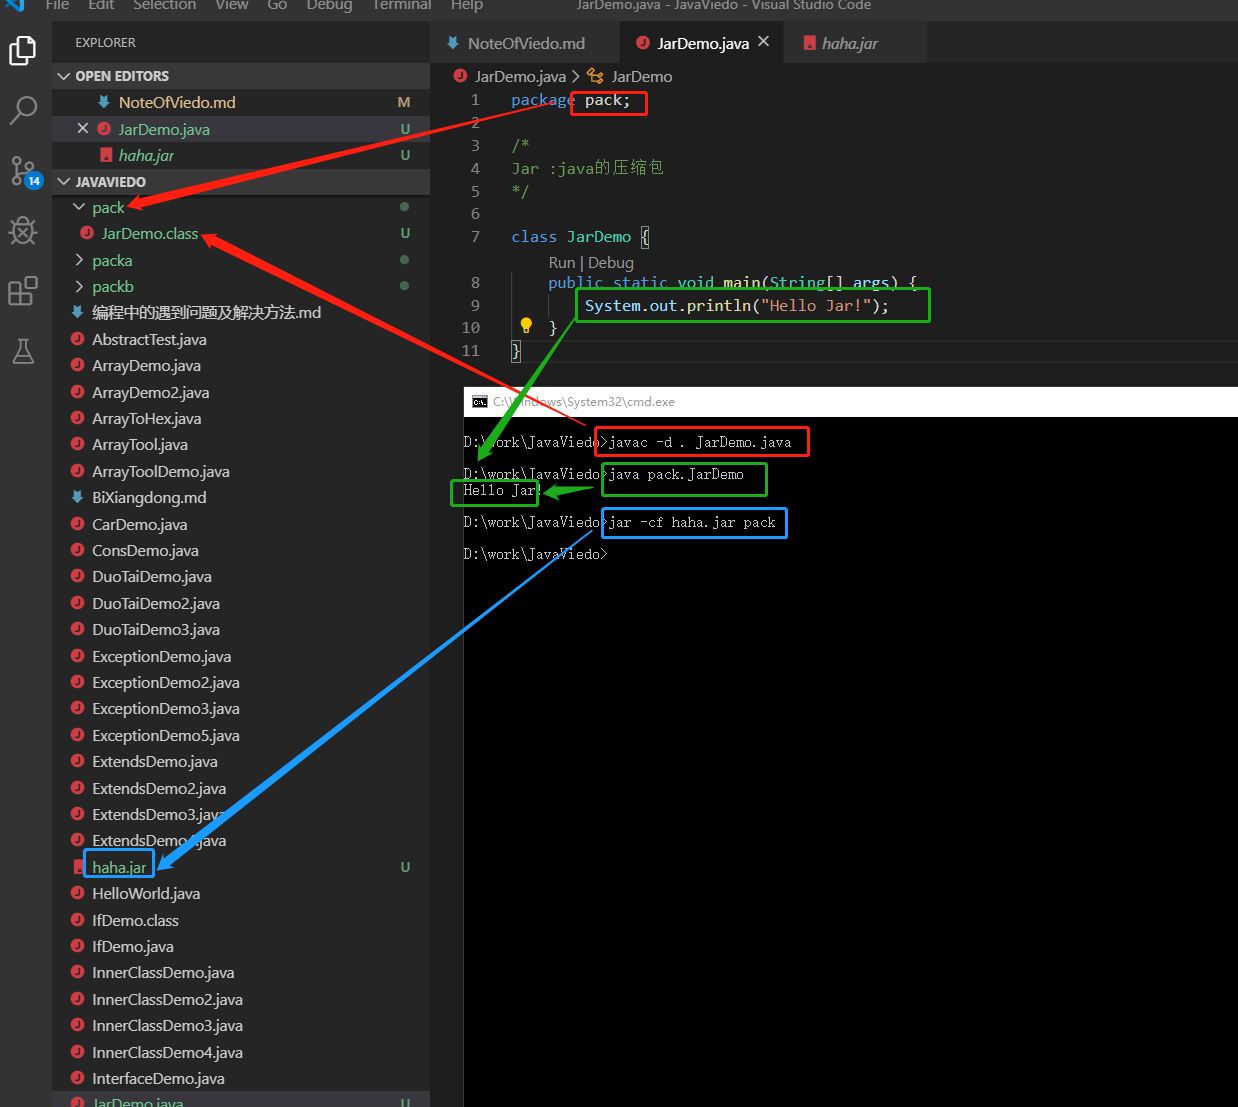 File Edit Selection View Go Debug Terminal Help JarDemo.java - JavaViedo - Visual Studio Code
EXPLORER
OPEN EDITORS
NoteOfViedo.md M
JarDemo.java U
haha.jar U
JAVAVIEDO
pack
JarDemo.class U
packa
packb
编程中的遇到问题及解决方法.md
AbstractTest.java
ArrayDemo.java
ArrayDemo2.java
ArrayToHex.java
ArrayTool.java
ArrayToolDemo.java
BiXiangdong.md
CarDemo.java
ConsDemo.java
DuoTaiDemo.java
DuoTaiDemo2.java
DuoTaiDemo3.java
ExceptionDemo.java
ExceptionDemo2.java
ExceptionDemo3.java
ExceptionDemo5.java
ExtendsDemo.java
ExtendsDemo2.java
ExtendsDemo3.java
ExtendsDemo4.java
haha.jar U
HelloWorld.java
IfDemo.class
IfDemo.java
InnerClassDemo.java
InnerClassDemo2.java
InnerClassDemo3.java
InnerClassDemo4.java
InterfaceDemo.java
JarDemo.java U
14
NoteOfViedo.md JarDemo.java haha.jar
JarDemo.java > JarDemo
1 package pack;
2
3 /*
4 Jar :java的压缩包
5 */
6
7 class JarDemo {
Run | Debug
8 public static void main(String[] args) {
9 System.out.println("Hello Jar!");
10 }
11 }
C:\Windows\System32\cmd.exe
D:\work\JavaViedo>javac -d . JarDemo.java
D:\work\JavaViedo>java pack.JarDemo
Hello Jar!
D:\work\JavaViedo>jar -cf haha.jar pack
D:\work\JavaViedo>